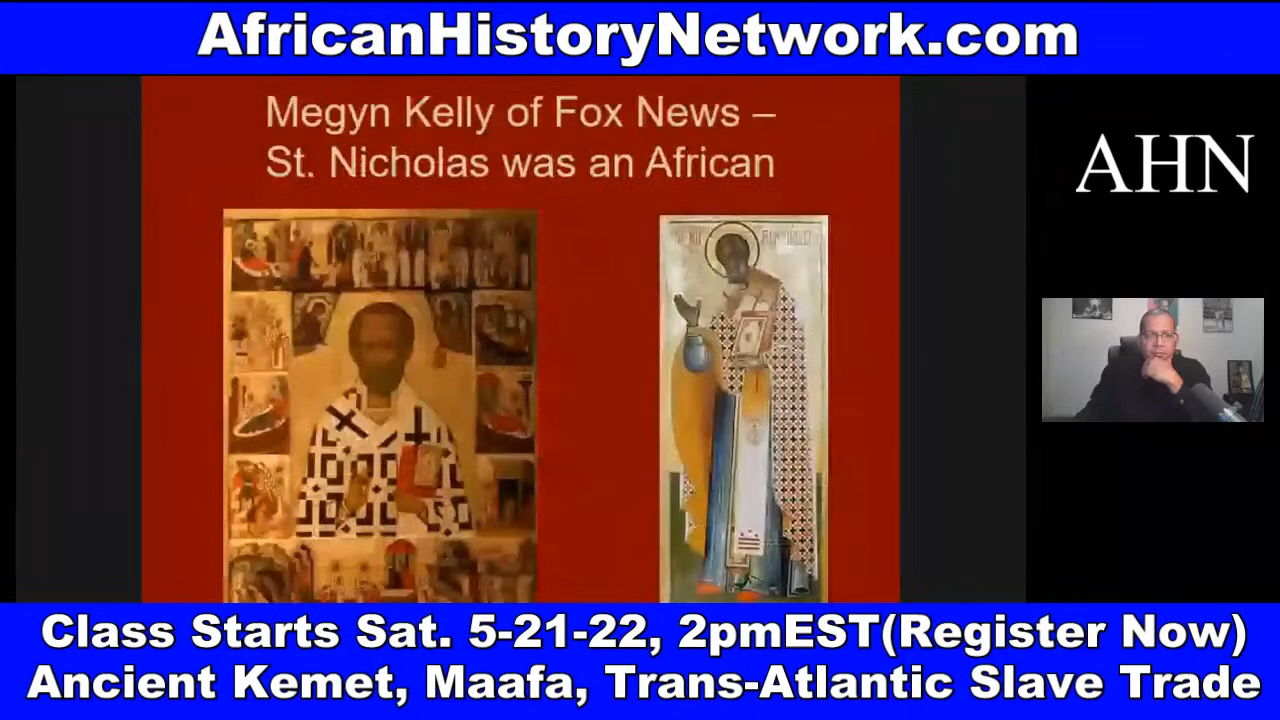 AfricanHistoryNetwork.com
Megyn Kelly of Fox News –
St. Nicholas was an African
AHN
Class Starts Sat. 5-21-22, 2pmEST(Register Now)
Ancient Kemet, Maafa, Trans-Atlantic Slave Trade